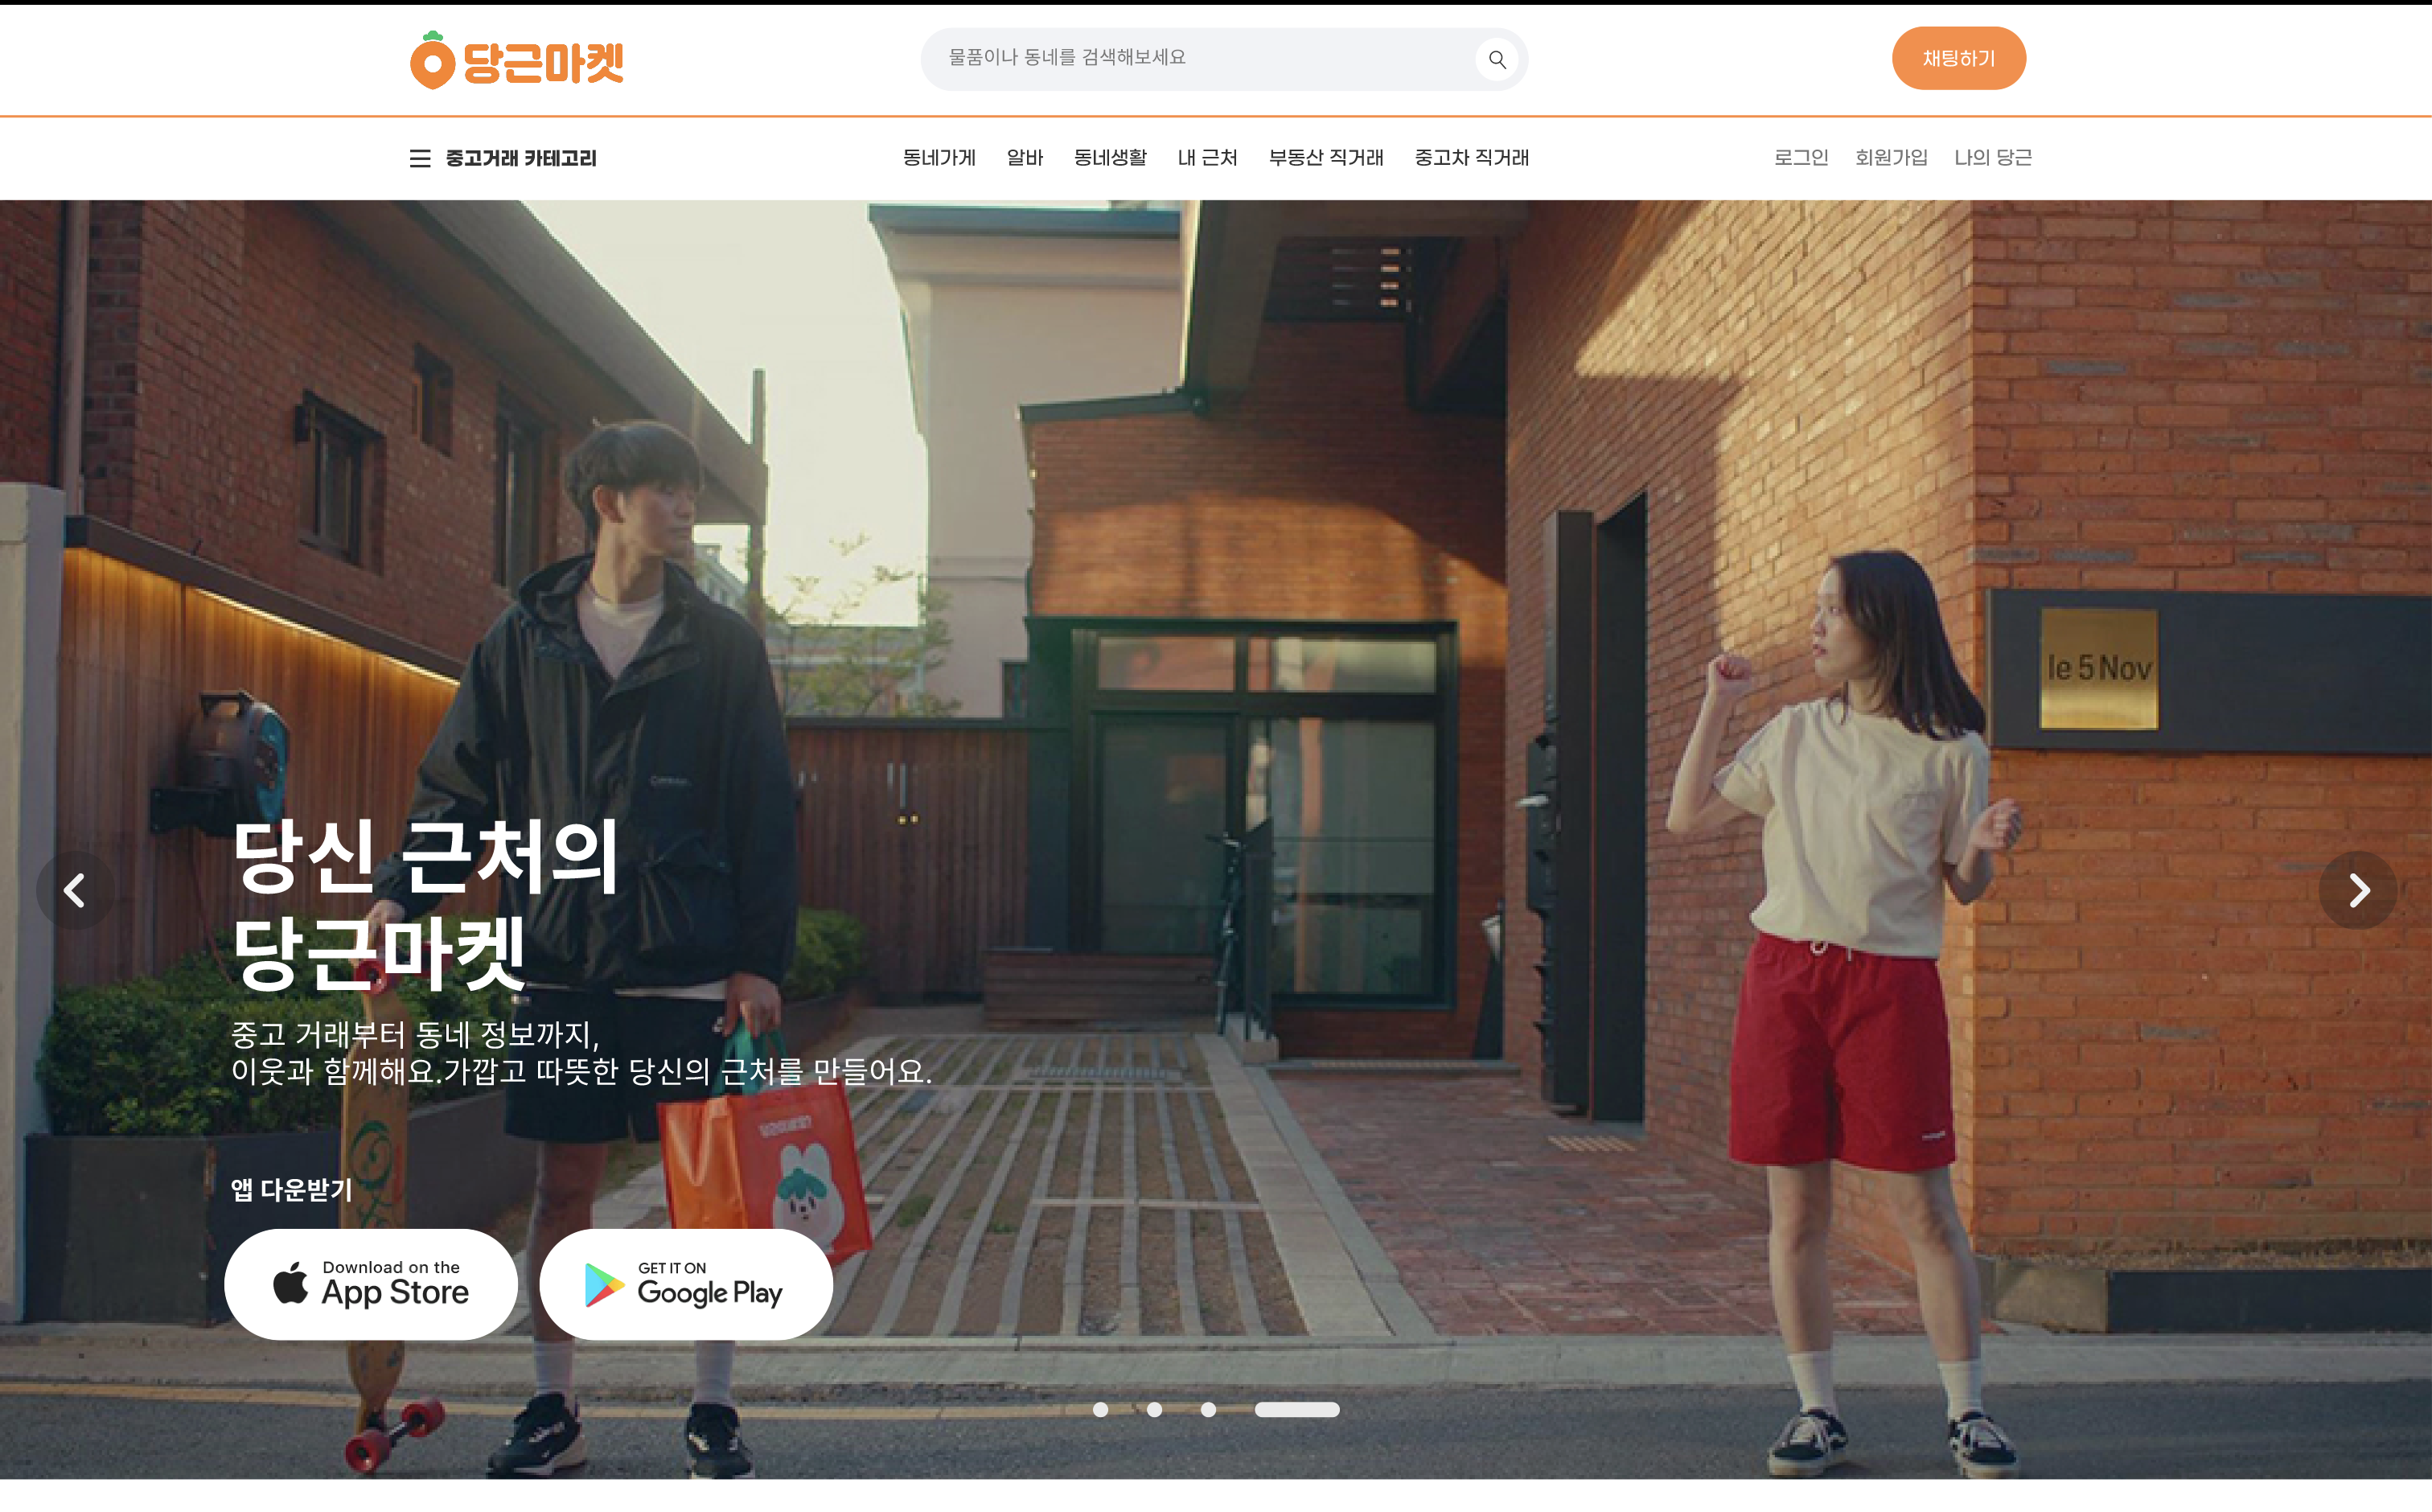 당근마켓
물품이나 동네를 검색해보세요
채팅하기
중고거래 카테고리
동네가게 알바 동네생활 내 근처 부동산 직거래 중고차 직거래
로그인 회원가입 나의 당근
le 5 Nov
당신 근처의
당근마켓
중고 거래부터 동네 정보까지,
이웃과 함께해요.가깝고 따뜻한 당신의 근처를 만들어요.
앱 다운받기
Download on the
App Store
GET IT ON
Google Play